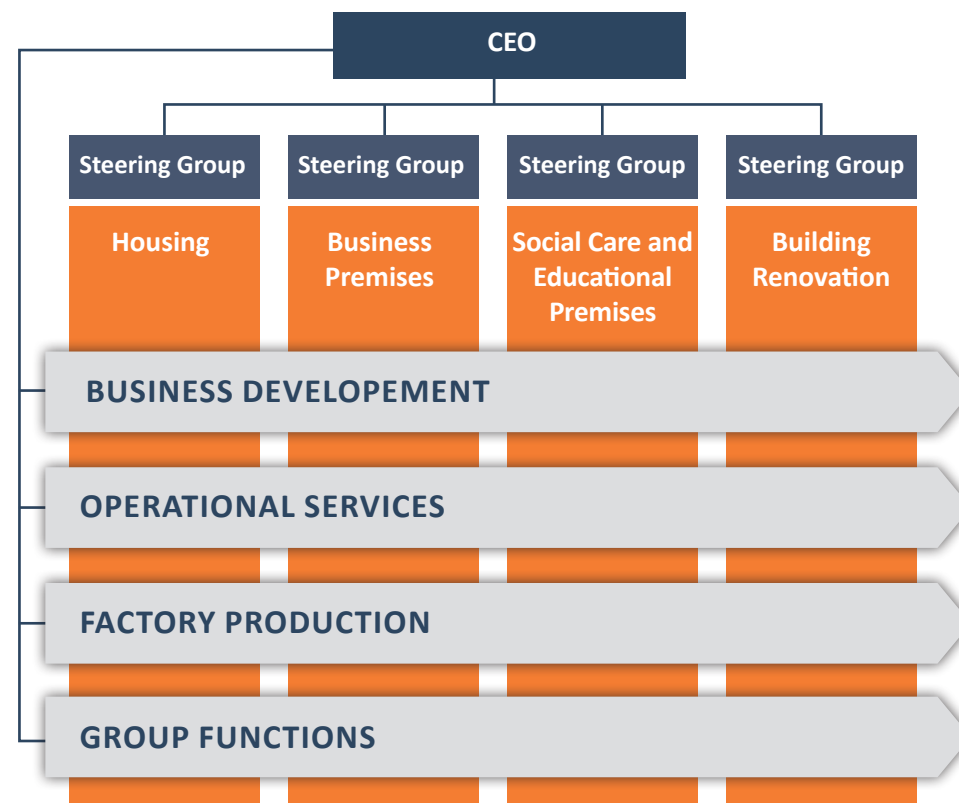 CEO
Steering Group
Steering Group
Steering Group
Steering Group
Housing
Business
Premises
Social Care and
Educational
Premises
Building
Renovation
BUSINESS DEVELOPEMENT
OPERATIONAL SERVICES
FACTORY PRODUCTION
GROUP FUNCTIONS